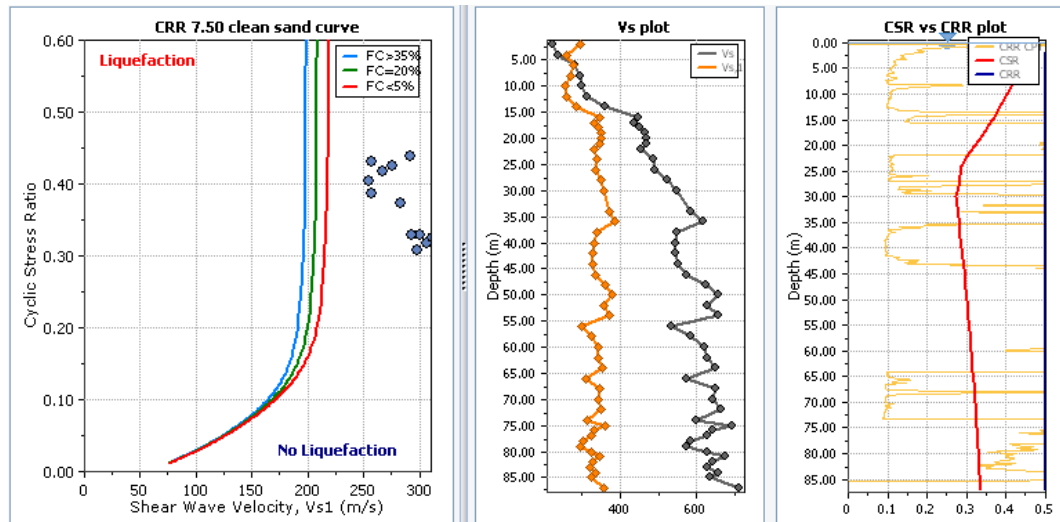 CRR 7.50 clean sand curve
Liquefaction
FC>35%
FC=20%
FC<5%
No Liquefaction
Cyclic Stress Ratio
0.60
0.50
0.40
0.30
0.20
0.10
0.00
0 50 100 150 200 250 300
Shear Wave Velocity, Vs1 (m/s)
Vs plot
Vs
Depth (m)
5.00
10.00
15.00
20.00
25.00
30.00
35.00
40.00
45.00
50.00
55.00
60.00
65.00
70.00
75.00
80.00
85.00
400 600
CSR vs CRR plot
CRR CP
CSR
CRR
Depth (m)
0.00
5.00
10.00
15.00
20.00
25.00
30.00
35.00
40.00
45.00
50.00
55.00
60.00
65.00
70.00
75.00
80.00
85.00
0 0.1 0.2 0.3 0.4 0.5